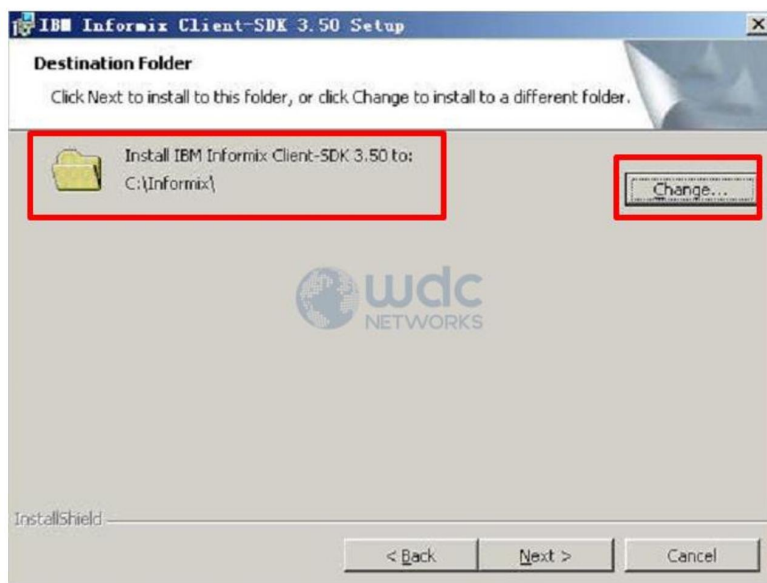 IBM Informix Client-SDK 3.50 Setup
Destination Folder
Click Next to install to this folder, or click Change to install to a different folder.
Install IBM Informix Client-SDK 3.50 to:
C:\Informix\
Change...
wdc
NETWORKS
InstallShield
< Back
Next >
Cancel